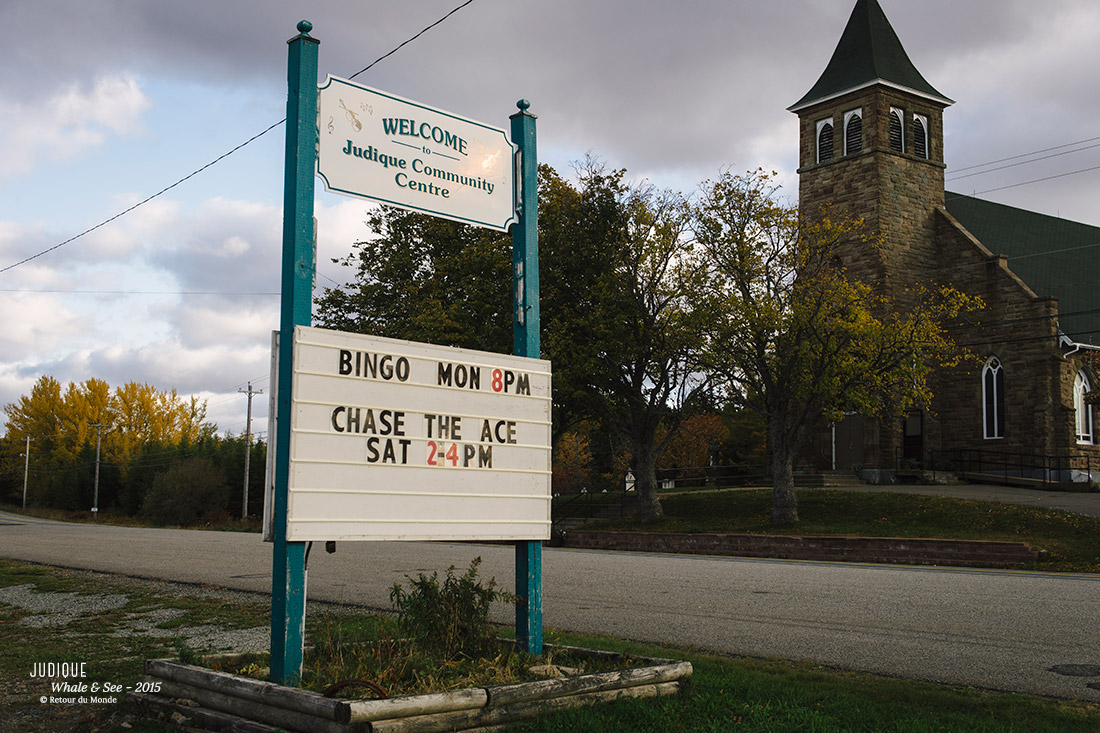 WELCOME
to
Judique Community
Centre
BINGO MON 8PM
CHASE THE ACE
SAT 2-4PM
JUDIQUE
Whale & See - 2015
© Retour du Monde